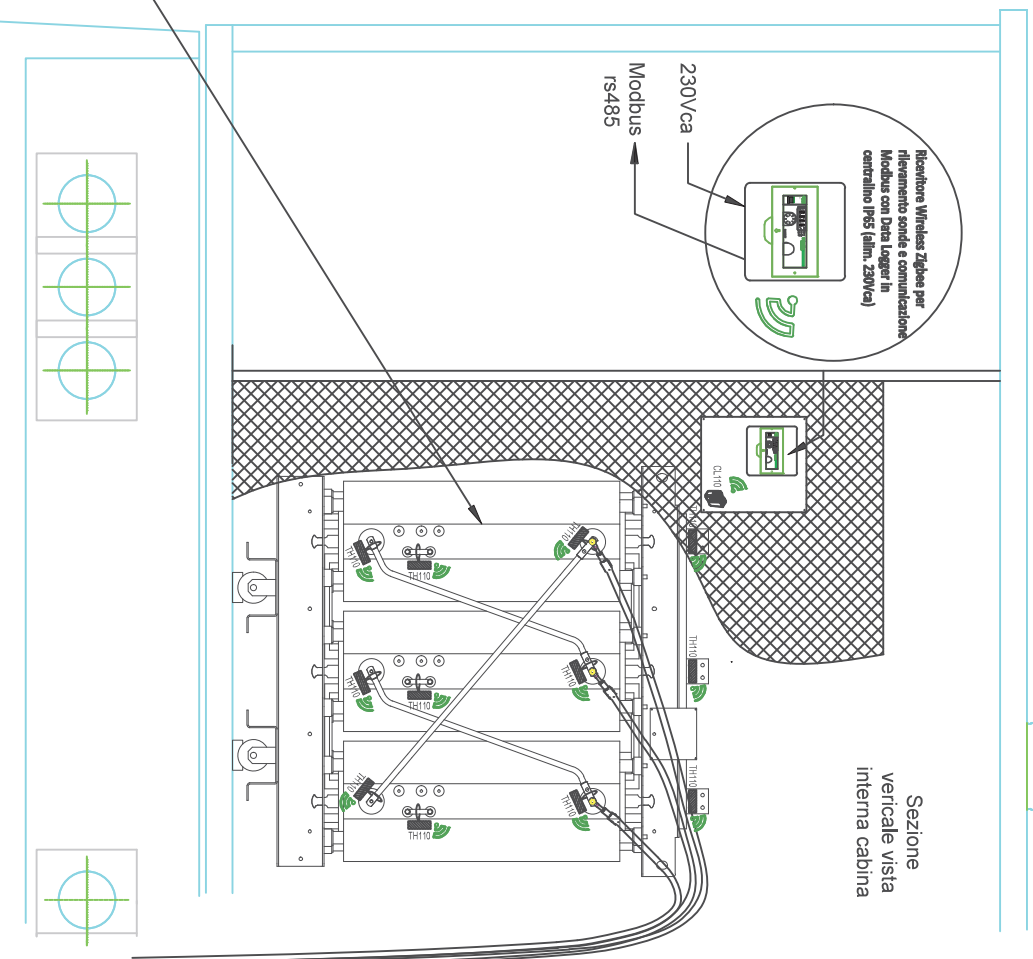 230Vca
Modbus
rs485
Ricevitore Wireless Zigbee per
rilevamento sonde e comunicazione
Modbus con Data Logger in
centralino IP65 (alim. 230Vca)
CL110
TH110
TH110
TH110
TH110
TH110
TH110
TH110
TH110
TH110
TH110
TH110
TH110
Sezione
vericale vista
interna cabina